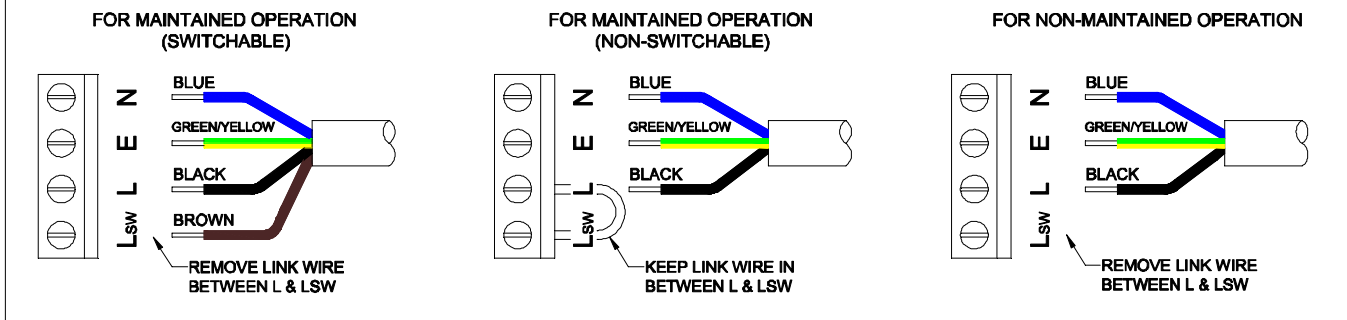 FOR MAINTAINED OPERATION
(SWITCHABLE)
N
BLUE
E
GREEN/YELLOW
L
BLACK
LSW
BROWN
REMOVE LINK WIRE
BETWEEN L & LSW
FOR MAINTAINED OPERATION
(NON-SWITCHABLE)
N
BLUE
E
GREEN/YELLOW
L
BLACK
LSW
KEEP LINK WIRE IN
BETWEEN L & LSW
FOR NON-MAINTAINED OPERATION
N
BLUE
E
GREEN/YELLOW
L
BLACK
LSW
REMOVE LINK WIRE
BETWEEN L & LSW